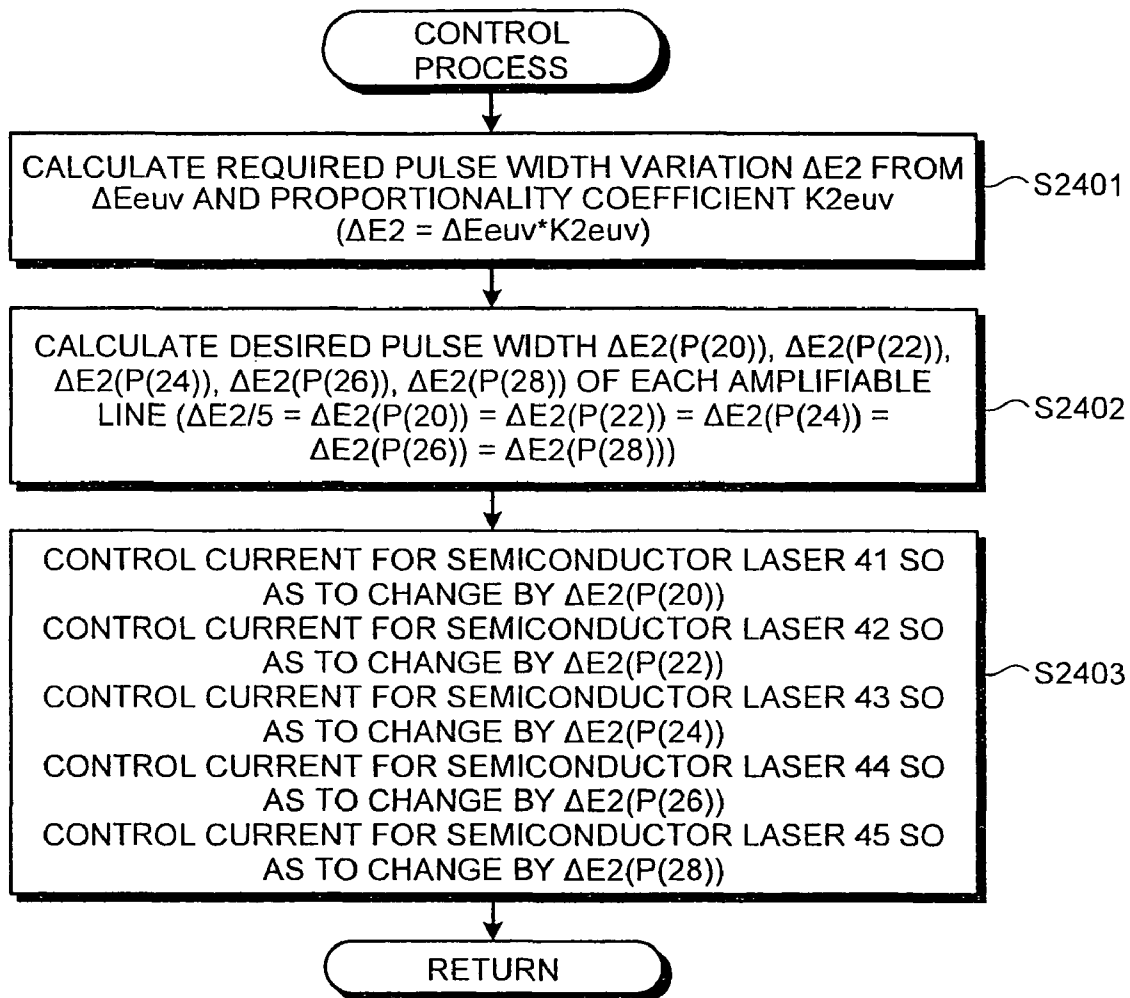 CONTROL
PROCESS
CALCULATE REQUIRED PULSE WIDTH VARIATION ΔE2 FROM
ΔEeuv AND PROPORTIONALITY COEFFICIENT K2euv
(ΔE2 = ΔEeuv*K2euv)
S2401
CALCULATE DESIRED PULSE WIDTH ΔE2(P(20)), ΔE2(P(22)),
ΔE2(P(24)), ΔE2(P(26)), ΔE2(P(28)) OF EACH AMPLIFIABLE
LINE (ΔE2/5 = ΔE2(P(20)) = ΔE2(P(22)) = ΔE2(P(24)) =
ΔE2(P(26)) = ΔE2(P(28)))
S2402
CONTROL CURRENT FOR SEMICONDUCTOR LASER 41 SO
AS TO CHANGE BY ΔE2(P(20))
CONTROL CURRENT FOR SEMICONDUCTOR LASER 42 SO
AS TO CHANGE BY ΔE2(P(22))
CONTROL CURRENT FOR SEMICONDUCTOR LASER 43 SO
AS TO CHANGE BY ΔE2(P(24))
CONTROL CURRENT FOR SEMICONDUCTOR LASER 44 SO
AS TO CHANGE BY ΔE2(P(26))
CONTROL CURRENT FOR SEMICONDUCTOR LASER 45 SO
AS TO CHANGE BY ΔE2(P(28))
S2403
RETURN